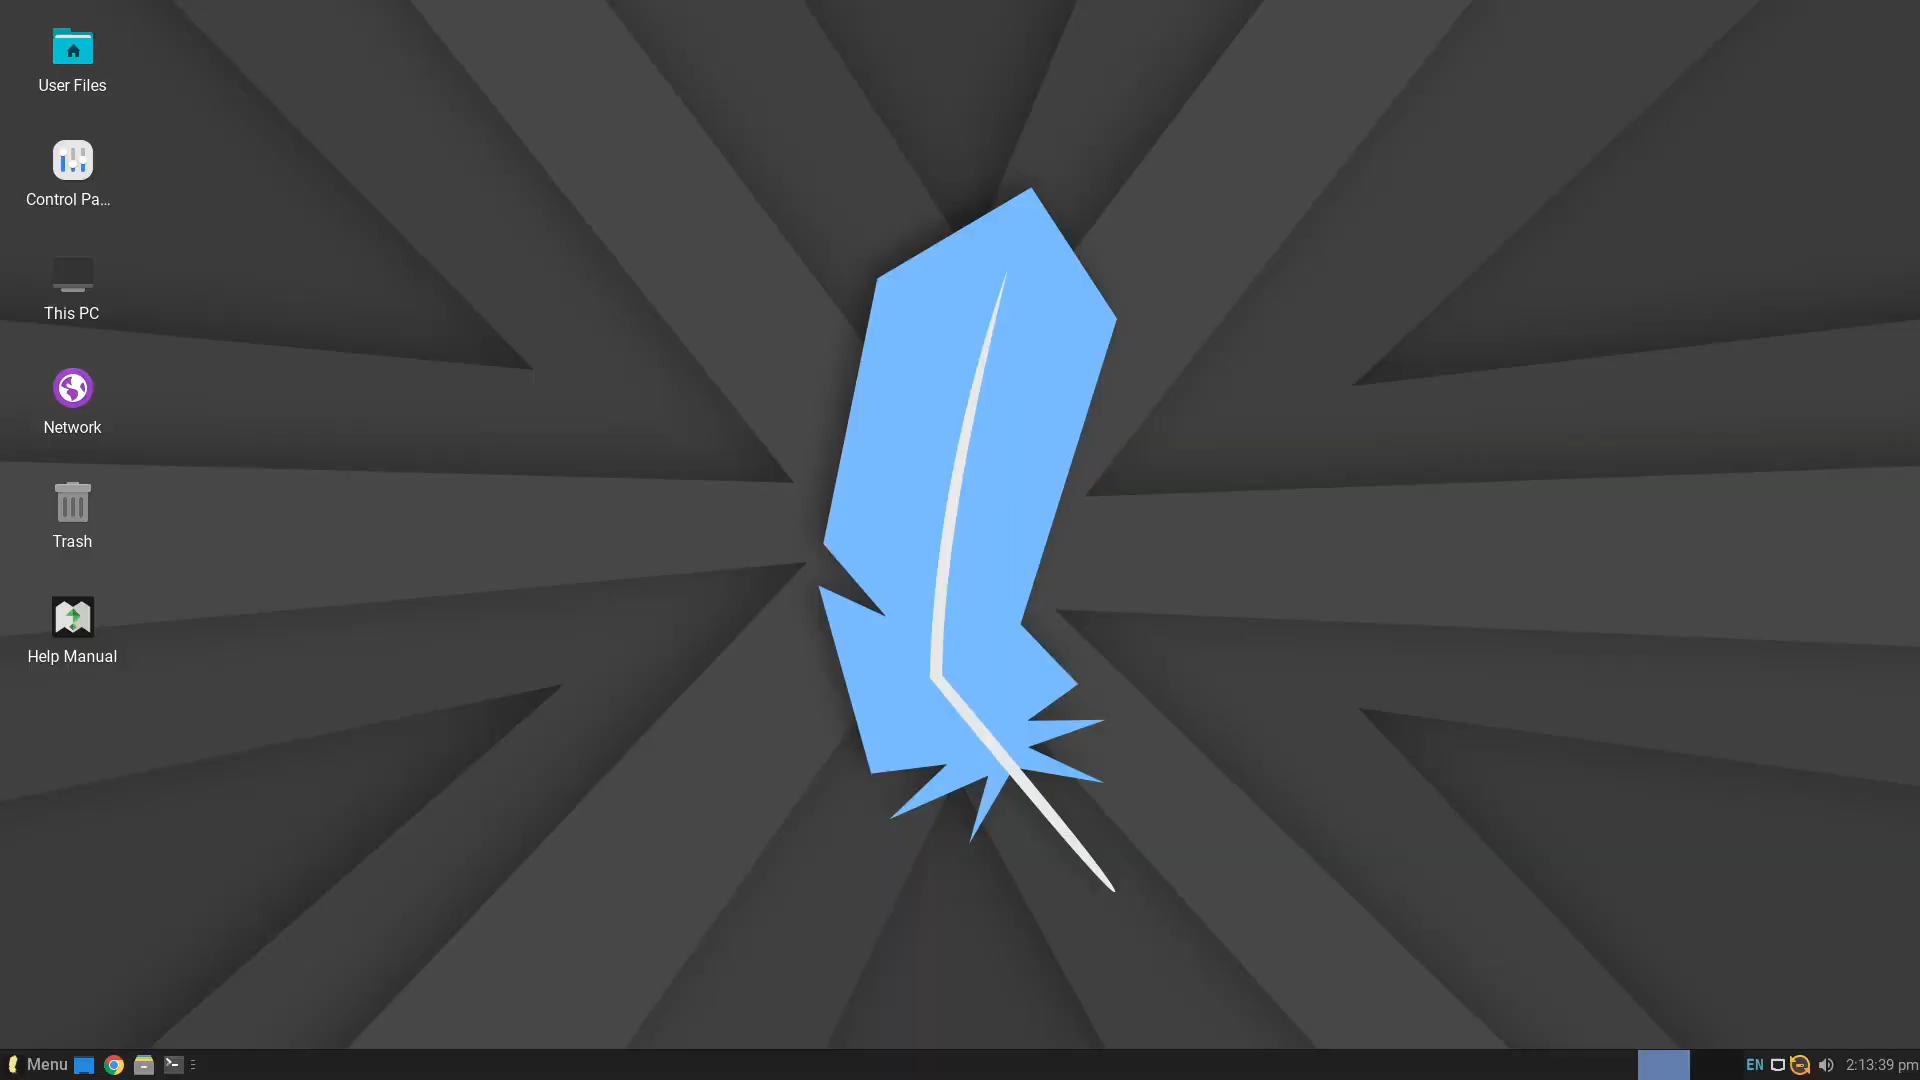 User Files
Control Pa...
This PC
Network
Trash
Help Manual
Menu
EN
2:13:39 pm